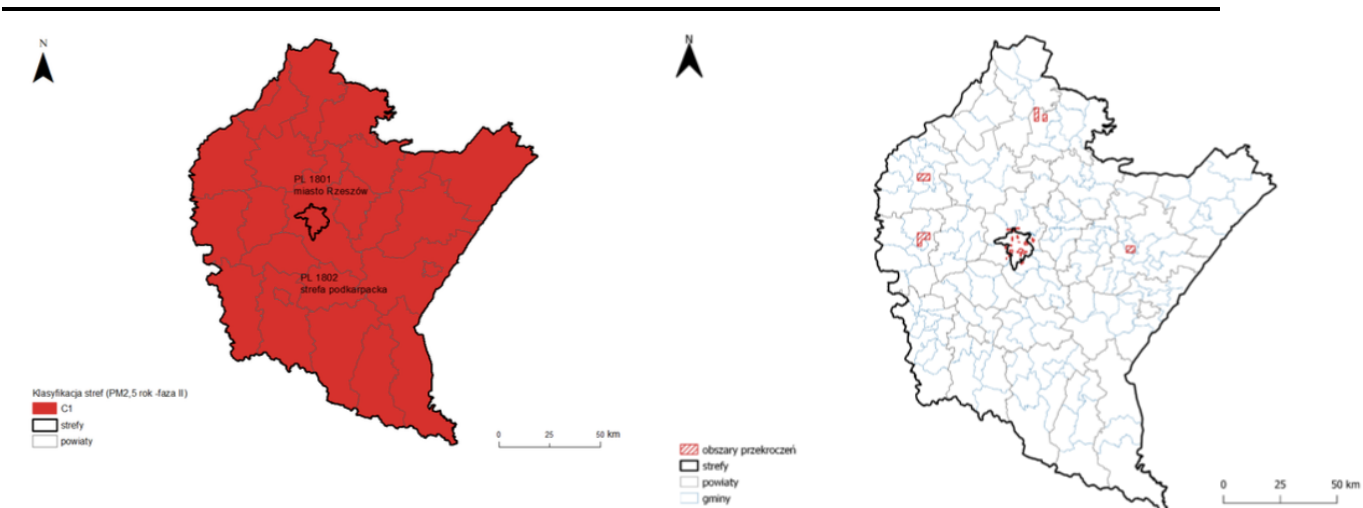 N
PL 1801
miasto Rzeszów
PL 1802
strefa podkarpacka
Klasyfikacja stref (PM2,5 rok -faza II)
C1
strefy
powiaty
0 25 50 km
N
obszary przekroczeń
strefy
powiaty
gminy
0 25 50 km